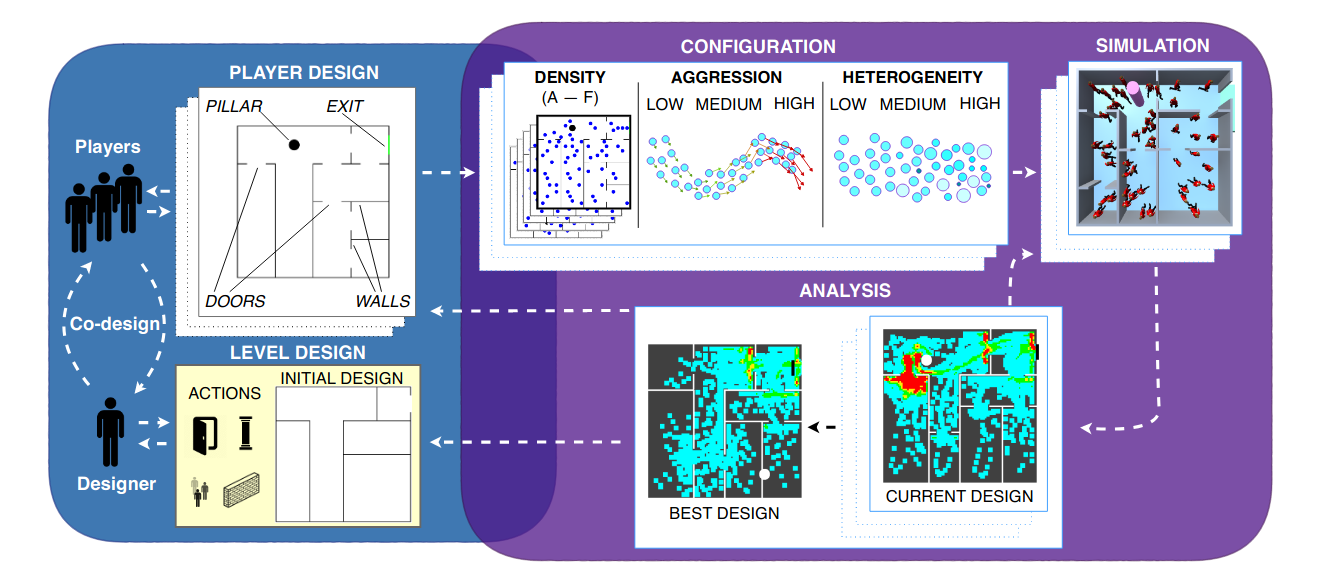 CONFIGURATION
SIMULATION
PLAYER DESIGN
PILLAR
EXIT
DOORS
WALLS
Players
Co-design
Designer
LEVEL DESIGN
ACTIONS
INITIAL DESIGN
DENSITY
(A — F)
AGGRESSION
LOW MEDIUM HIGH
HETEROGENEITY
LOW MEDIUM HIGH
ANALYSIS
BEST DESIGN
CURRENT DESIGN